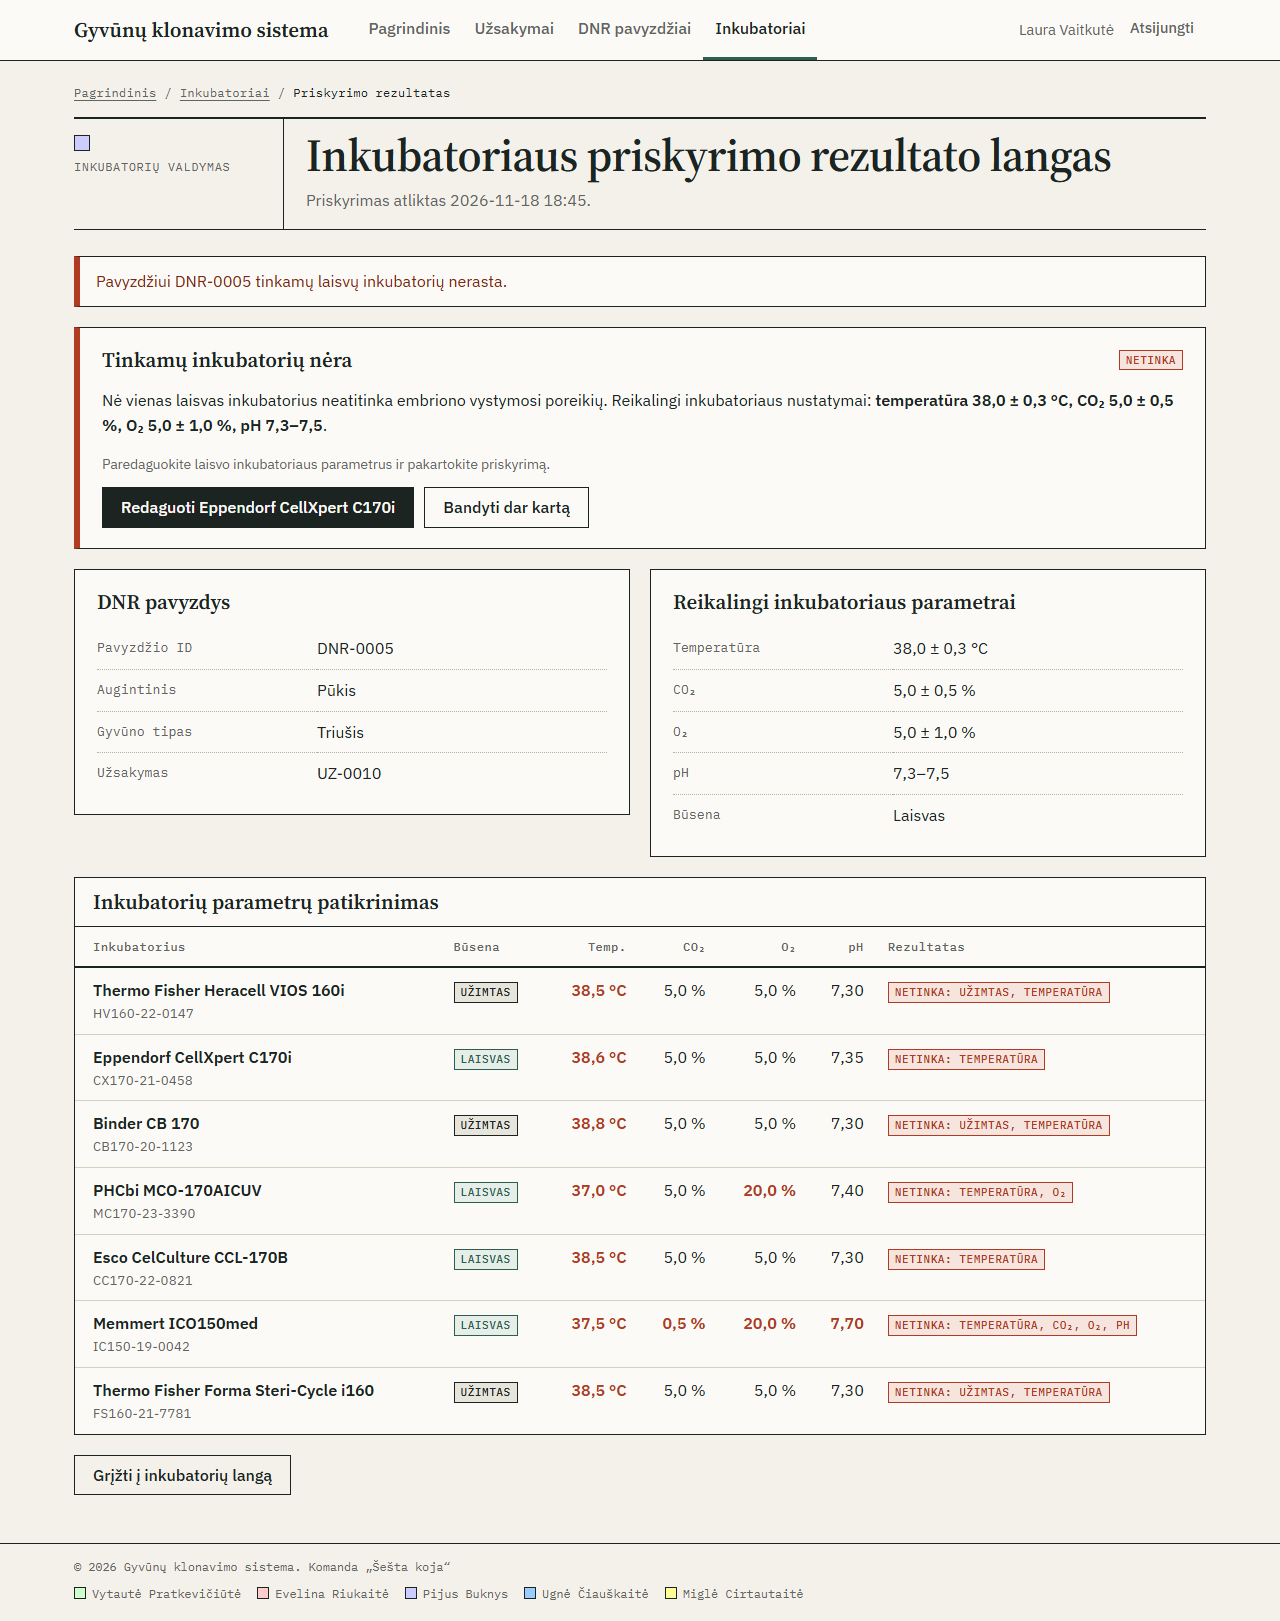 Gyvūnų klonavimo sistema Pagrindinis Užsakymai DNR pavyzdžiai Inkubatoriai Laura Vaitkutė Atsijungti
Pagrindinis / Inkubatoriai / Priskyrimo rezultatas
INKUBATORIŲ VALDYMAS
Inkubatoriaus priskyrimo rezultato langas
Priskyrimas atliktas 2026-11-18 18:45.
Pavyzdžiui DNR-0005 tinkamų laisvų inkubatorių nerasta.
Tinkamų inkubatorių nėra NETINKA
Nė vienas laisvas inkubatorius neatitinka embriono vystymosi poreikių. Reikalingi inkubatoriaus nustatymai: temperatūra 38,0 ± 0,3 °C, CO₂ 5,0 ± 0,5
%, O₂ 5,0 ± 1,0 %, pH 7,3–7,5.
Paredaguokite laisvo inkubatoriaus parametrus ir pakartokite priskyrimą.
Redaguoti Eppendorf CellXpert C170i Bandyti dar kartą
DNR pavyzdys
Pavyzdžio ID DNR-0005
Augintinis Pūkis
Gyvūno tipas Triušis
Užsakymas UZ-0010
Reikalingi inkubatoriaus parametrai
Temperatūra 38,0 ± 0,3 °C
CO₂ 5,0 ± 0,5 %
O₂ 5,0 ± 1,0 %
pH 7,3–7,5
Būsena Laisvas
Inkubatorių parametrų patikrinimas
Inkubatorius Būsena Temp. CO₂ O₂ pH Rezultatas
Thermo Fisher Heracell VIOS 160i UŽIMTAS 38,5 °C 5,0 % 5,0 % 7,30 NETINKA: UŽIMTAS, TEMPERATŪRA
HV160-22-0147
Eppendorf CellXpert C170i LAISVAS 38,6 °C 5,0 % 5,0 % 7,35 NETINKA: TEMPERATŪRA
CX170-21-0458
Binder CB 170 UŽIMTAS 38,8 °C 5,0 % 5,0 % 7,30 NETINKA: UŽIMTAS, TEMPERATŪRA
CB170-20-1123
PHCbi MCO-170AICUV LAISVAS 37,0 °C 5,0 % 20,0 % 7,40 NETINKA: TEMPERATŪRA, O₂
MC170-23-3390
Esco CelCulture CCL-170B LAISVAS 38,5 °C 5,0 % 5,0 % 7,30 NETINKA: TEMPERATŪRA
CC170-22-0821
Memmert ICO150med LAISVAS 37,5 °C 0,5 % 20,0 % 7,70 NETINKA: TEMPERATŪRA, CO₂, O₂, PH
IC150-19-0042
Thermo Fisher Forma Steri-Cycle i160 UŽIMTAS 38,5 °C 5,0 % 5,0 % 7,30 NETINKA: UŽIMTAS, TEMPERATŪRA
FS160-21-7781
Grįžti į inkubatorių langą
© 2026 Gyvūnų klonavimo sistema. Komanda „Šešta koja“
Vytautė Pratkevičiūtė Evelina Riukaitė Pijus Buknys Ugnė Čiauškaitė Miglė Cirtautaitė